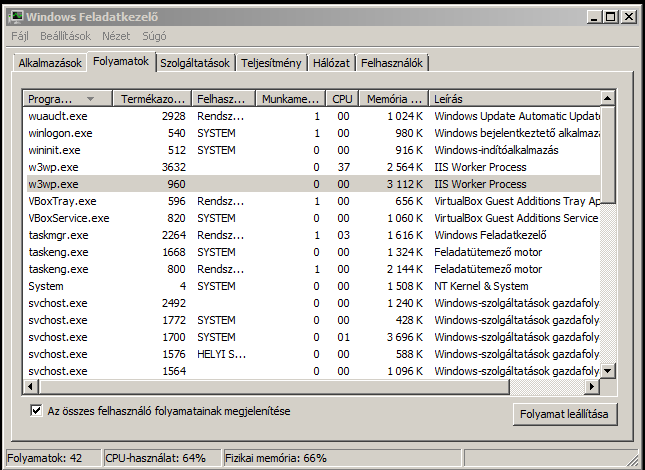 Windows Feladatkezelő
Fájl Beállítások Nézet Súgó
Alkalmazások Folyamatok Szolgáltatások Teljesítmény Hálózat Felhasználók
Progra... Termékazo... Felhasz... Munkame... CPU Memória ... Leírás
wuauclt.exe 2928 Rendsz... 1 00 1 024 K Windows Update Automatic Updat
winlogon.exe 540 SYSTEM 1 00 980 K Windows bejelentkeztető alkalmaza
wininit.exe 512 SYSTEM 0 00 916 K Windows-indítóalkalmazás
w3wp.exe 3632 0 37 2 564 K IIS Worker Process
w3wp.exe 960 0 00 3 112 K IIS Worker Process
VBoxTray.exe 596 Rendsz... 1 00 656 K VirtualBox Guest Additions Tray Ap
VBoxService.exe 820 SYSTEM 0 00 1 060 K VirtualBox Guest Additions Service
taskmgr.exe 2264 Rendsz... 1 03 1 616 K Windows Feladatkezelő
taskeng.exe 1668 SYSTEM 0 00 1 324 K Feladatütemező motor
taskeng.exe 800 Rendsz... 1 00 2 144 K Feladatütemező motor
System 4 SYSTEM 0 00 1 508 K NT Kernel & System
svchost.exe 2492 0 00 1 240 K Windows-szolgáltatások gazdafoly
svchost.exe 1772 SYSTEM 0 00 428 K Windows-szolgáltatások gazdafoly
svchost.exe 1700 SYSTEM 0 01 3 696 K Windows-szolgáltatások gazdafoly
svchost.exe 1576 HELYI S... 0 00 588 K Windows-szolgáltatások gazdafoly
svchost.exe 1564 0 00 1 096 K Windows-szolgáltatások gazdafoly
Az összes felhasználó folyamatainak megjelenítése
Folyamat leállítása
Folyamatok: 42 CPU-használat: 64% Fizikai memória: 66%